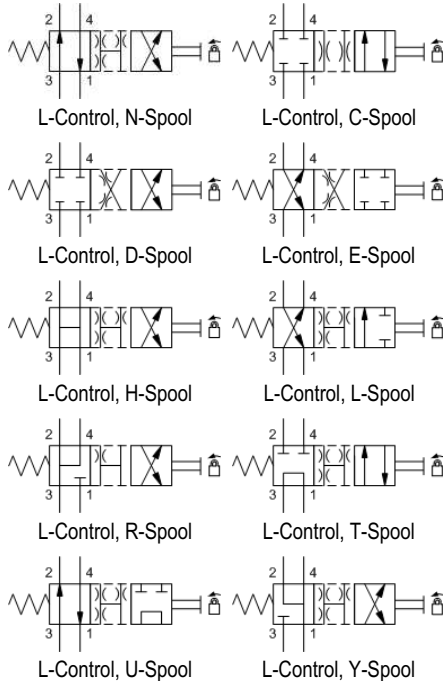 2 4 2 4
3 1 3 1
L-Control, N-Spool L-Control, C-Spool
2 4 2 4
3 1 3 1
L-Control, D-Spool L-Control, E-Spool
2 4 2 4
3 1 3 1
L-Control, H-Spool L-Control, L-Spool
2 4 2 4
3 1 3 1
L-Control, R-Spool L-Control, T-Spool
2 4 2 4
3 1 3 1
L-Control, U-Spool L-Control, Y-Spool